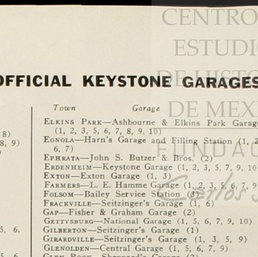 CENTRO
ESTUDIO
DE MEX
OFFICIAL KEYSTONE GARAGES
Town Garage
ELKINS PARK—Ashbourne & Elkins Park Garage
(1, 2, 3, 5, 6, 7, 8, 9, 10)
EONOLA—Harn's Garage and Filling Station (1, 2
6, 7)
EPHRATA—John S. Butzer & Bros. (2)
ERDENHEIM—Keystone Garage (1, 2, 3, 5, 7, 9, 10
EXTON—Exton Garage (1, 3)
FARMERS—L. E. Hamme Garage (1, 2, 3, 5, 6, 7, 9
FOLSOM—Bailey Service Station
FRACKVILLE—Seitzinger's Garage (1, 6
GAP—Fisher & Graham Garage (2)
GETTYSBURG—National Garage (1, 5, 6, 7, 9, 10)
GILBERTON—Seitzinger's Garage (1)
GIRARDVILLE—Seitzinger's Garage (1, 3, 5, 9)
GLENOLDEN—Central Garage (1, 5, 6, 7, 9)
8)
8, 9)
5, 6.